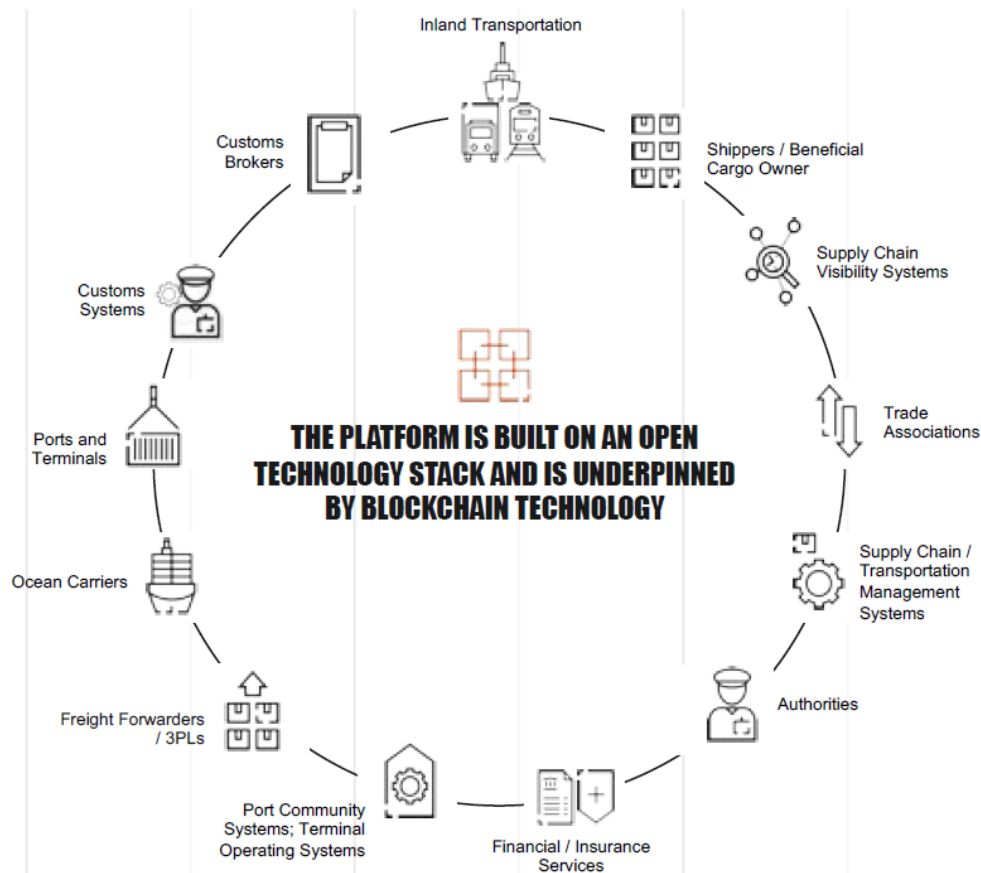 Inland Transportation
Customs
Brokers
Shippers / Beneficial
Cargo Owner
Supply Chain
Visibility Systems
Customs
Systems
Trade
Associations
Ports and
Terminals
THE PLATFORM IS BUILT ON AN OPEN
TECHNOLOGY STACK AND IS UNDERPINNED
BY BLOCKCHAIN TECHNOLOGY
Supply Chain /
Transportation
Management
Systems
Ocean Carriers
Authorities
Freight Forwarders
/ 3PLs
Port Community
Systems; Terminal
Operating Systems
Financial / Insurance
Services